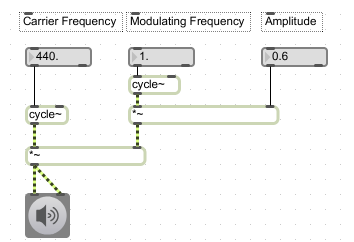 Carrier Frequency
Modulating Frequency
Amplitude
440.
1.
0.6
cycle~
cycle~
*~
*~